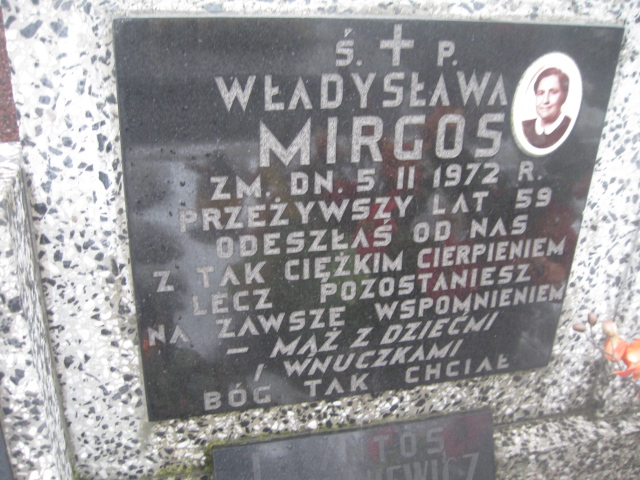 Ś. P.
WŁADYSŁAWA
MIRGOS
ZM. DN. 5 II 1972 R.
PRZEŻYWSZY LAT 59
ODESZŁAŚ OD NAS
Z TAK CIĘŻKIM CIERPIENIEM
LECZ POZOSTANIESZ
NA ZAWSZE WSPOMNIENIEM
– MĄŻ Z DZIEĆMI
I WNUCZKAMI
BÓG TAK CHCIAŁ